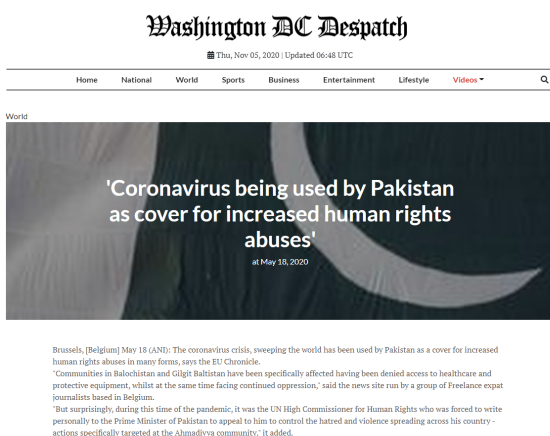 Washington DC Despatch
Thu, Nov 05, 2020 | Updated 06:48 UTC
Home National World Sports Business Entertainment Lifestyle Videos
World
'Coronavirus being used by Pakistan
as cover for increased human rights
abuses'
at May 18, 2020
Brussels, [Belgium] May 18 (ANI): The coronavirus crisis, sweeping the world has been used by Pakistan as a cover for increased
human rights abuses in many forms, says the EU Chronicle.
"Communities in Balochistan and Gilgit Baltistan have been specifically affected having been denied access to healthcare and
protective equipment, whilst at the same time facing continued oppression," said the news site run by a group of Freelance expat
journalists based in Belgium.
"But surprisingly, during this time of the pandemic, it was the UN High Commissioner for Human Rights who was forced to write
personally to the Prime Minister of Pakistan to appeal to him to control the hatred and violence spreading across his country -
actions specifically targeted at the Ahmadiyya community," it added.